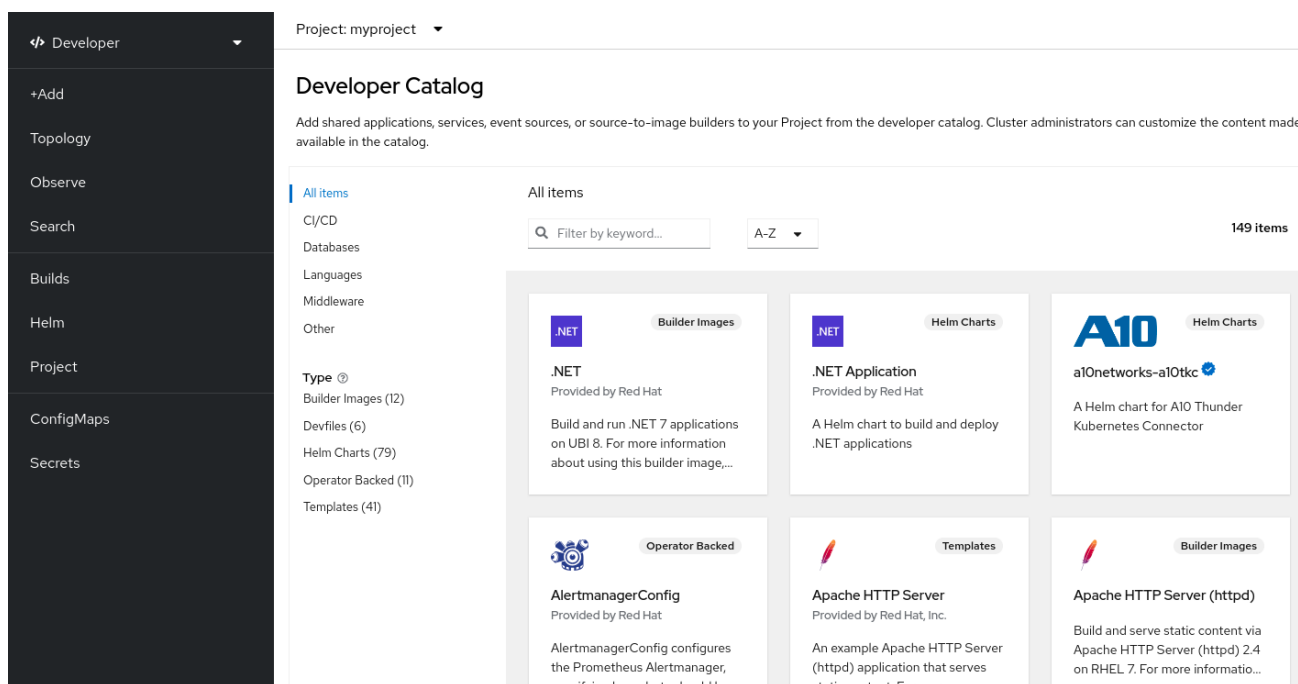 Developer
+Add
Topology
Observe
Search
Builds
Helm
Project
ConfigMaps
Secrets
Project: myproject
Developer Catalog
Add shared applications, services, event sources, or source-to-image builders to your Project from the developer catalog. Cluster administrators can customize the content made
available in the catalog.
All items
CI/CD
Databases
Languages
Middleware
Other
Type
Builder Images (12)
Devfiles (6)
Helm Charts (79)
Operator Backed (11)
Templates (41)
All items
Filter by keyword...
A-Z
149 items
.NET
Builder Images
.NET
Provided by Red Hat
Build and run .NET 7 applications
on UBI 8. For more information
about using this builder image,...
.NET
Helm Charts
.NET Application
Provided by Red Hat
A Helm chart to build and deploy
.NET applications
A10
Helm Charts
a10networks-a10tkc
A Helm chart for A10 Thunder
Kubernetes Connector
Operator Backed
AlertmanagerConfig
Provided by Red Hat
AlertmanagerConfig configures
the Prometheus Alertmanager,
Templates
Apache HTTP Server
Provided by Red Hat, Inc.
An example Apache HTTP Server
(httpd) application that serves
Builder Images
Apache HTTP Server (httpd)
Build and serve static content via
Apache HTTP Server (httpd) 2.4
on RHEL 7. For more informatio...